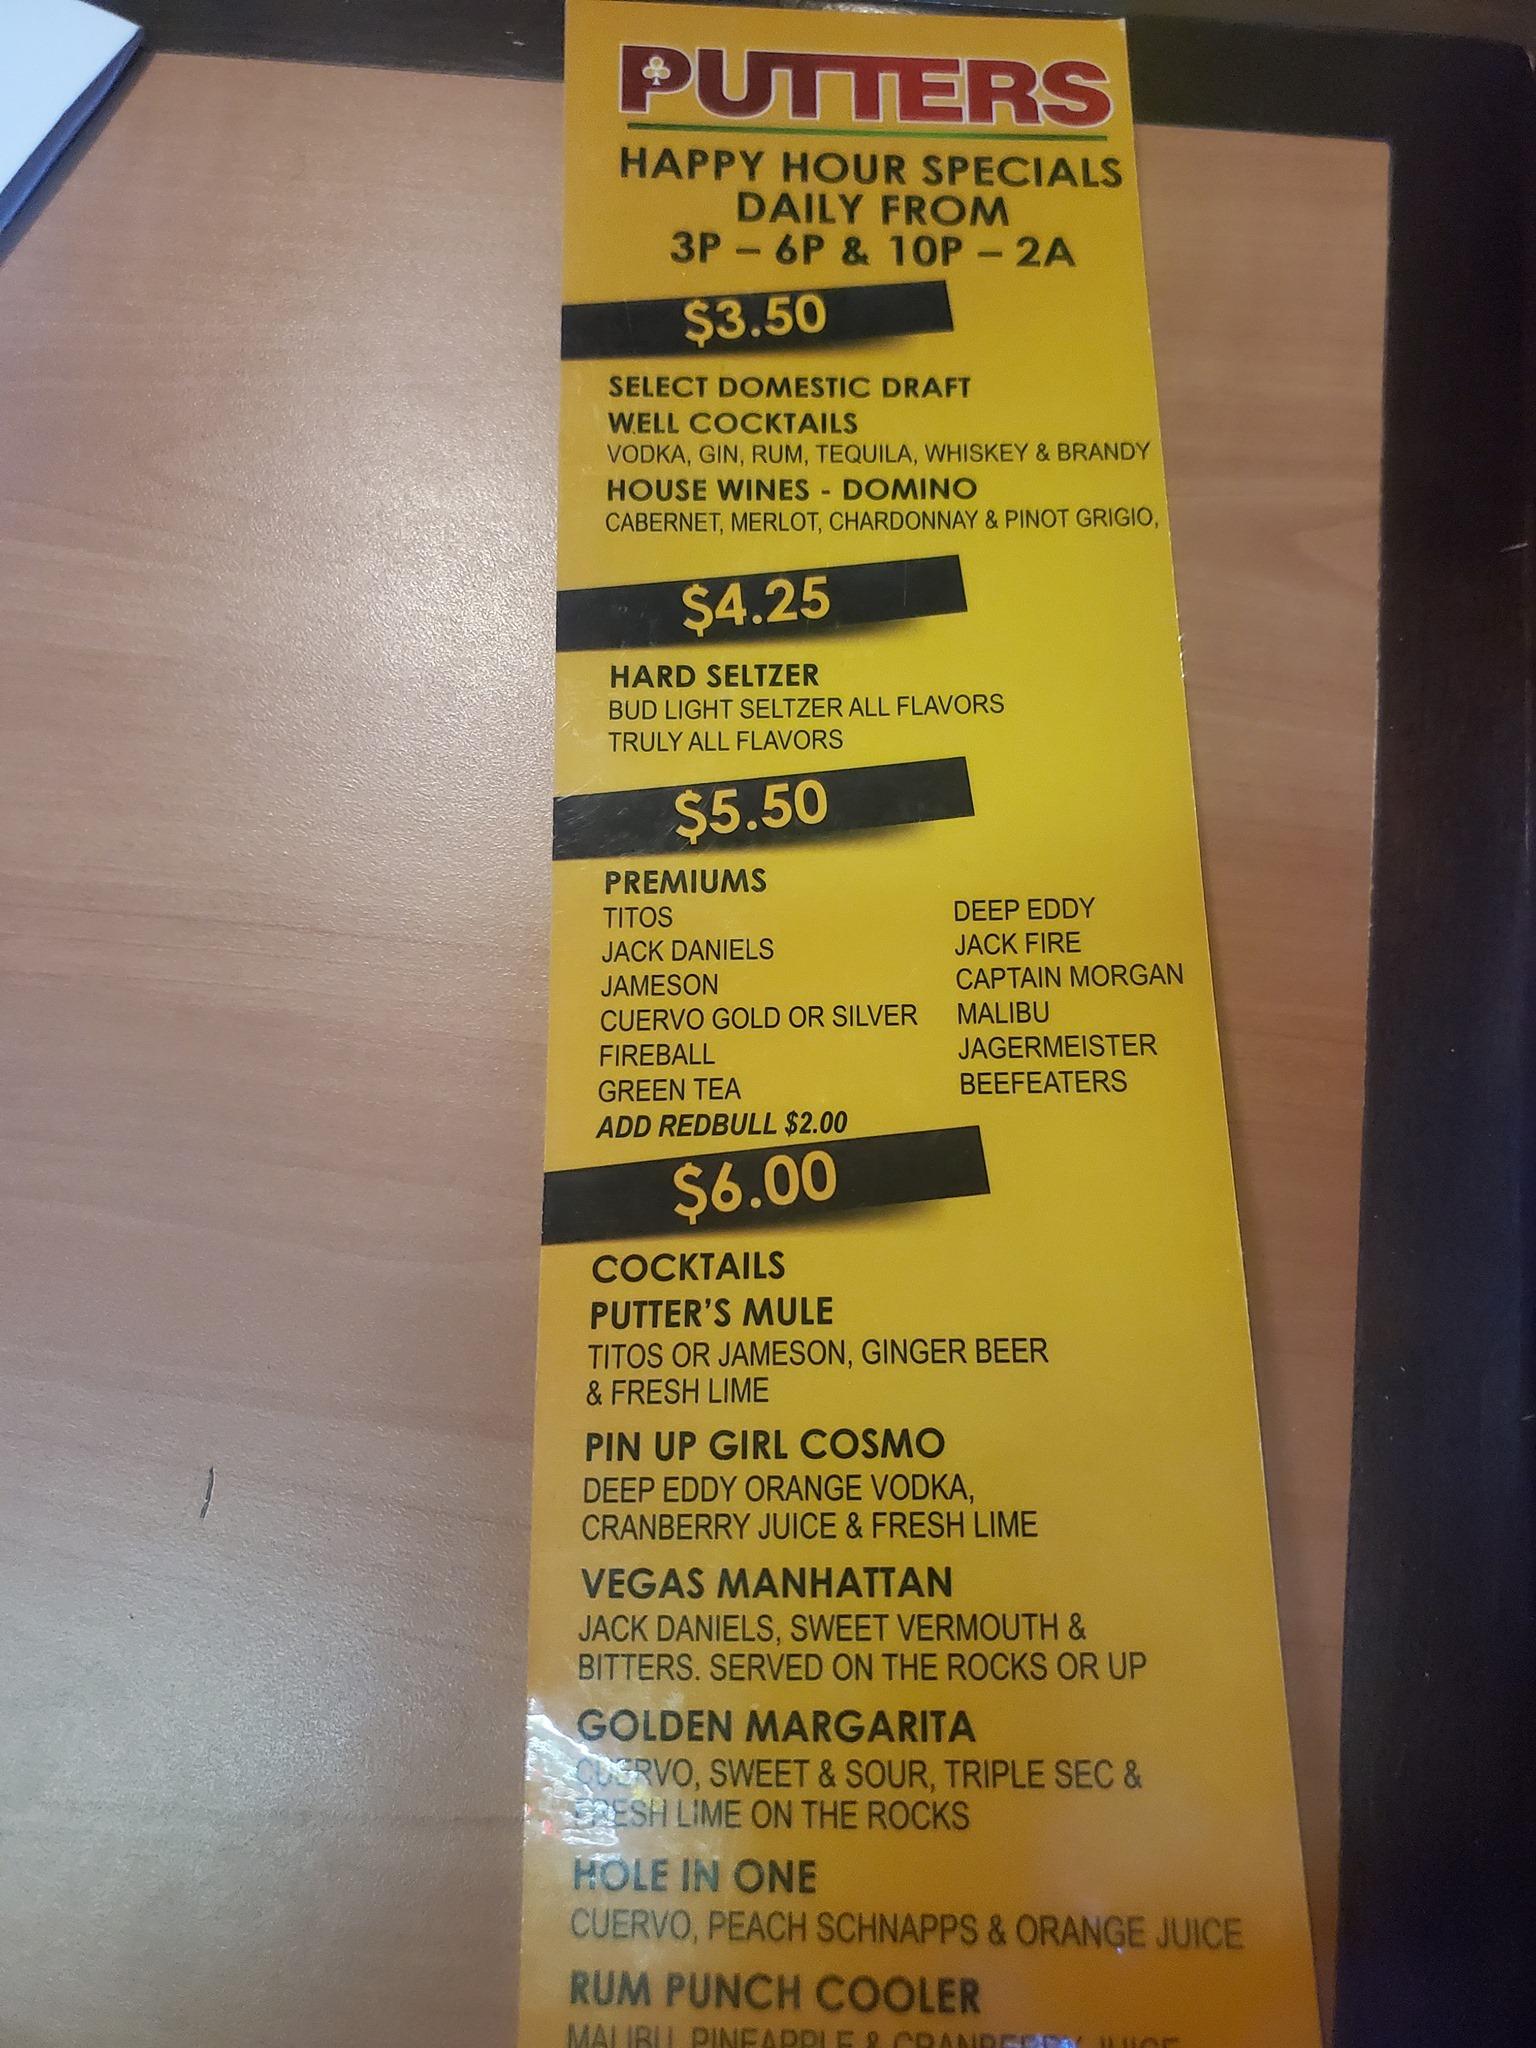 PUTTERS
HAPPY HOUR SPECIALS
DAILY FROM
3P – 6P & 10P – 2A
$3.50
SELECT DOMESTIC DRAFT
WELL COCKTAILS
VODKA, GIN, RUM, TEQUILA, WHISKEY & BRANDY
HOUSE WINES - DOMINO
CABERNET, MERLOT, CHARDONNAY & PINOT GRIGIO,
$4.25
HARD SELTZER
BUD LIGHT SELTZER ALL FLAVORS
TRULY ALL FLAVORS
$5.50
PREMIUMS
TITOS
JACK DANIELS
JAMESON
CUERVO GOLD OR SILVER
FIREBALL
GREEN TEA
DEEP EDDY
JACK FIRE
CAPTAIN MORGAN
MALIBU
JAGERMEISTER
BEEFEATERS
ADD REDBULL $2.00
$6.00
COCKTAILS
PUTTER'S MULE
TITOS OR JAMESON, GINGER BEER
& FRESH LIME
PIN UP GIRL COSMO
DEEP EDDY ORANGE VODKA,
CRANBERRY JUICE & FRESH LIME
VEGAS MANHATTAN
JACK DANIELS, SWEET VERMOUTH &
BITTERS. SERVED ON THE ROCKS OR UP
GOLDEN MARGARITA
CUERVO, SWEET & SOUR, TRIPLE SEC &
FRESH LIME ON THE ROCKS
HOLE IN ONE
CUERVO, PEACH SCHNAPPS & ORANGE JUICE
RUM PUNCH COOLER
MALIBU, PINEAPPLE & CRANBERRY JUICE